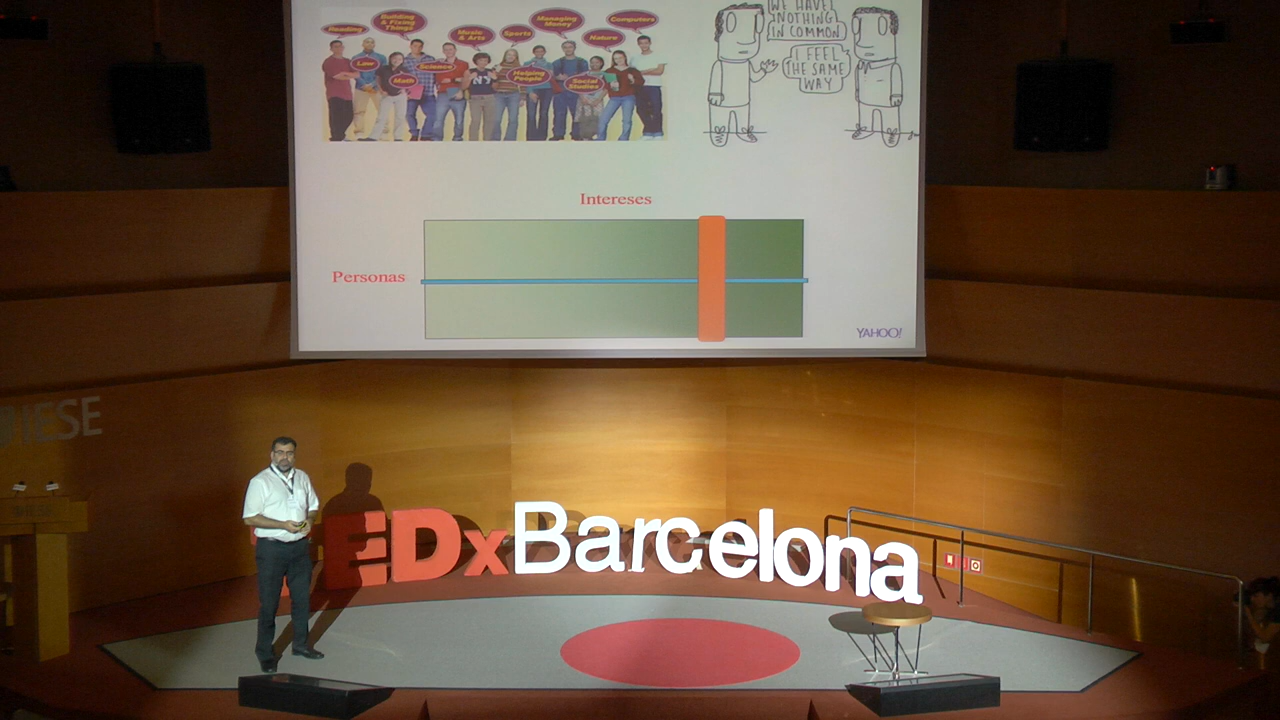 Reading
Building
& Fixing
Things
Music
& Arts
Sports
Managing
Money
Nature
Computers
Law
Math
Science
Helping
People
Social
Studies
WE HAVE
NOTHING
IN COMMON
I FEEL
THE SAME
WAY
Intereses
Personas
YAHOO!
IESE
EDxBarcelona